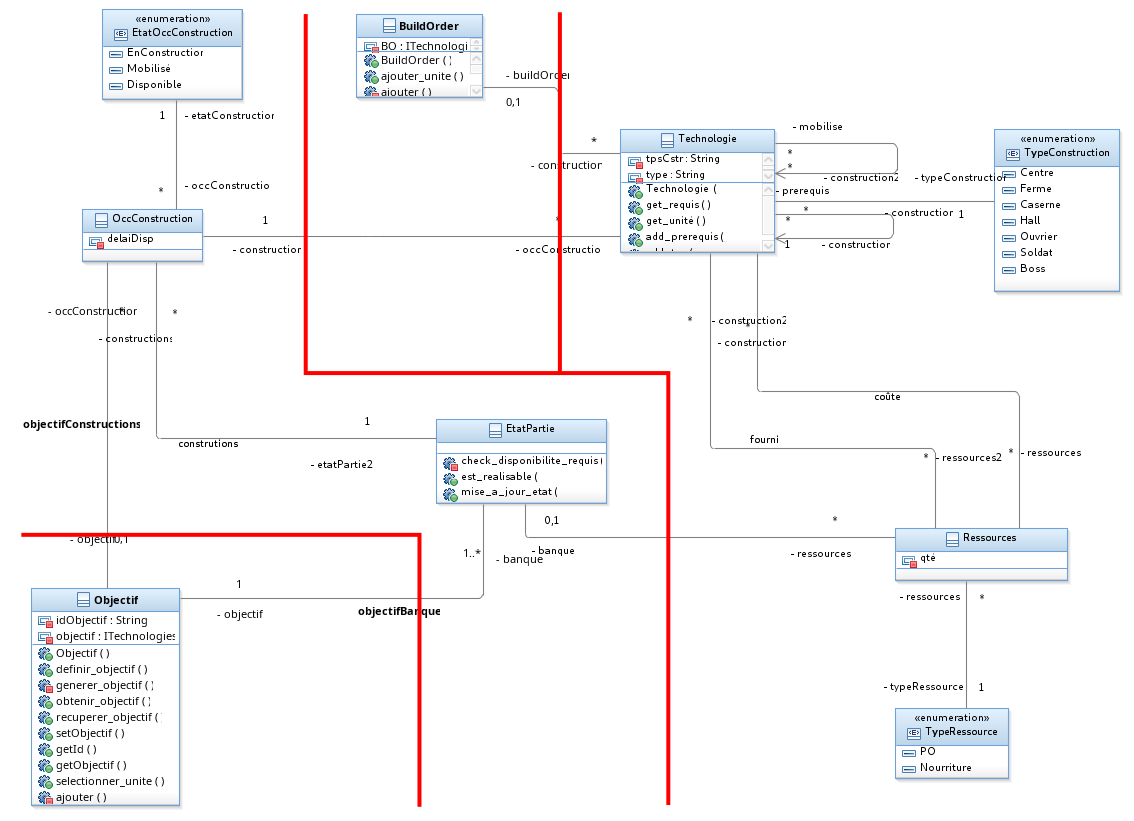 «enumeration»
EtatOccConstruction
EnConstruction
Mobilisé
Disponible
1
- etatConstruction
- occConstructio
*
OccConstruction
delaiDisp
1
- construction
BuildOrder
BO : ITechnologi
BuildOrder ( )
ajouter_unite ( )
ajouter ( )
- buildOrder
0,1
*
- construction
*
- occConstructio
Technologie
tpsCstr : String
type : String
Technologie (
get_requis ( )
get_unité ( )
add_prerequis (
- mobilise
*
*
- construction2
- prerequis
*
*
- construction
1
- construction
- typeConstruction
1
«enumeration»
TypeConstruction
Centre
Ferme
Caserne
Hall
Ouvrier
Soldat
Boss
- occConstructior
*
*
- constructions
objectifConstructions
1
construtions
- etatPartie2
* - construction2
*
- construction
coûte
fourni
* - ressources2
* - ressources
EtatPartie
check_disponibilite_requis(
est_realisable (
mise_a_jour_etat (
0,1
*
- banque
- ressources
1..*
- banque
- objectif
0,1
1
- objectif
objectifBanque
Objectif
idObjectif : String
objectif : ITechnologies
Objectif ( )
definir_objectif ( )
generer_objectif ( )
obtenir_objectif ( )
recuperer_objectif (
setObjectif ( )
getId ( )
getObjectif ( )
selectionner_unite ( )
ajouter ( )
Ressources
qté
- ressources *
- typeRessource 1
«enumeration»
TypeRessource
PO
Nourriture